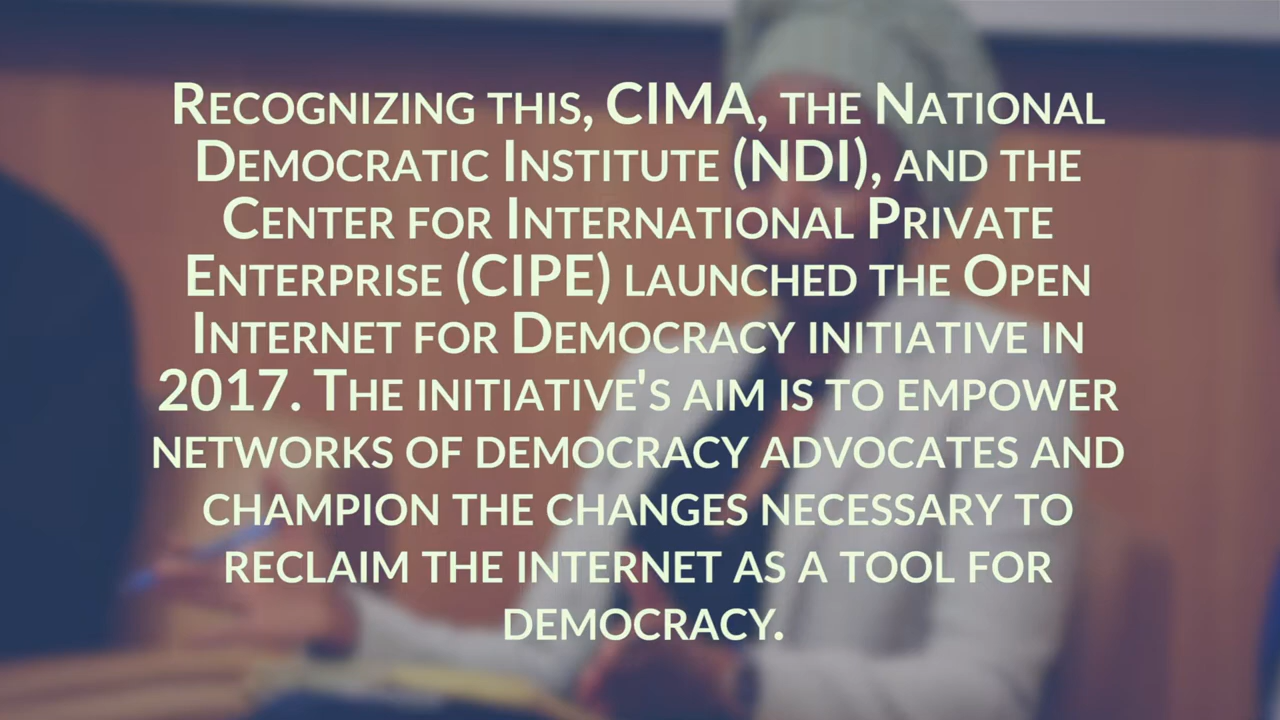 Recognizing this, CIMA, the National
Democratic Institute (NDI), and the
Center for International Private
Enterprise (CIPE) launched the Open
Internet for Democracy initiative in
2017. The initiative's aim is to empower
networks of democracy advocates and
champion the changes necessary to
reclaim the internet as a tool for
democracy.